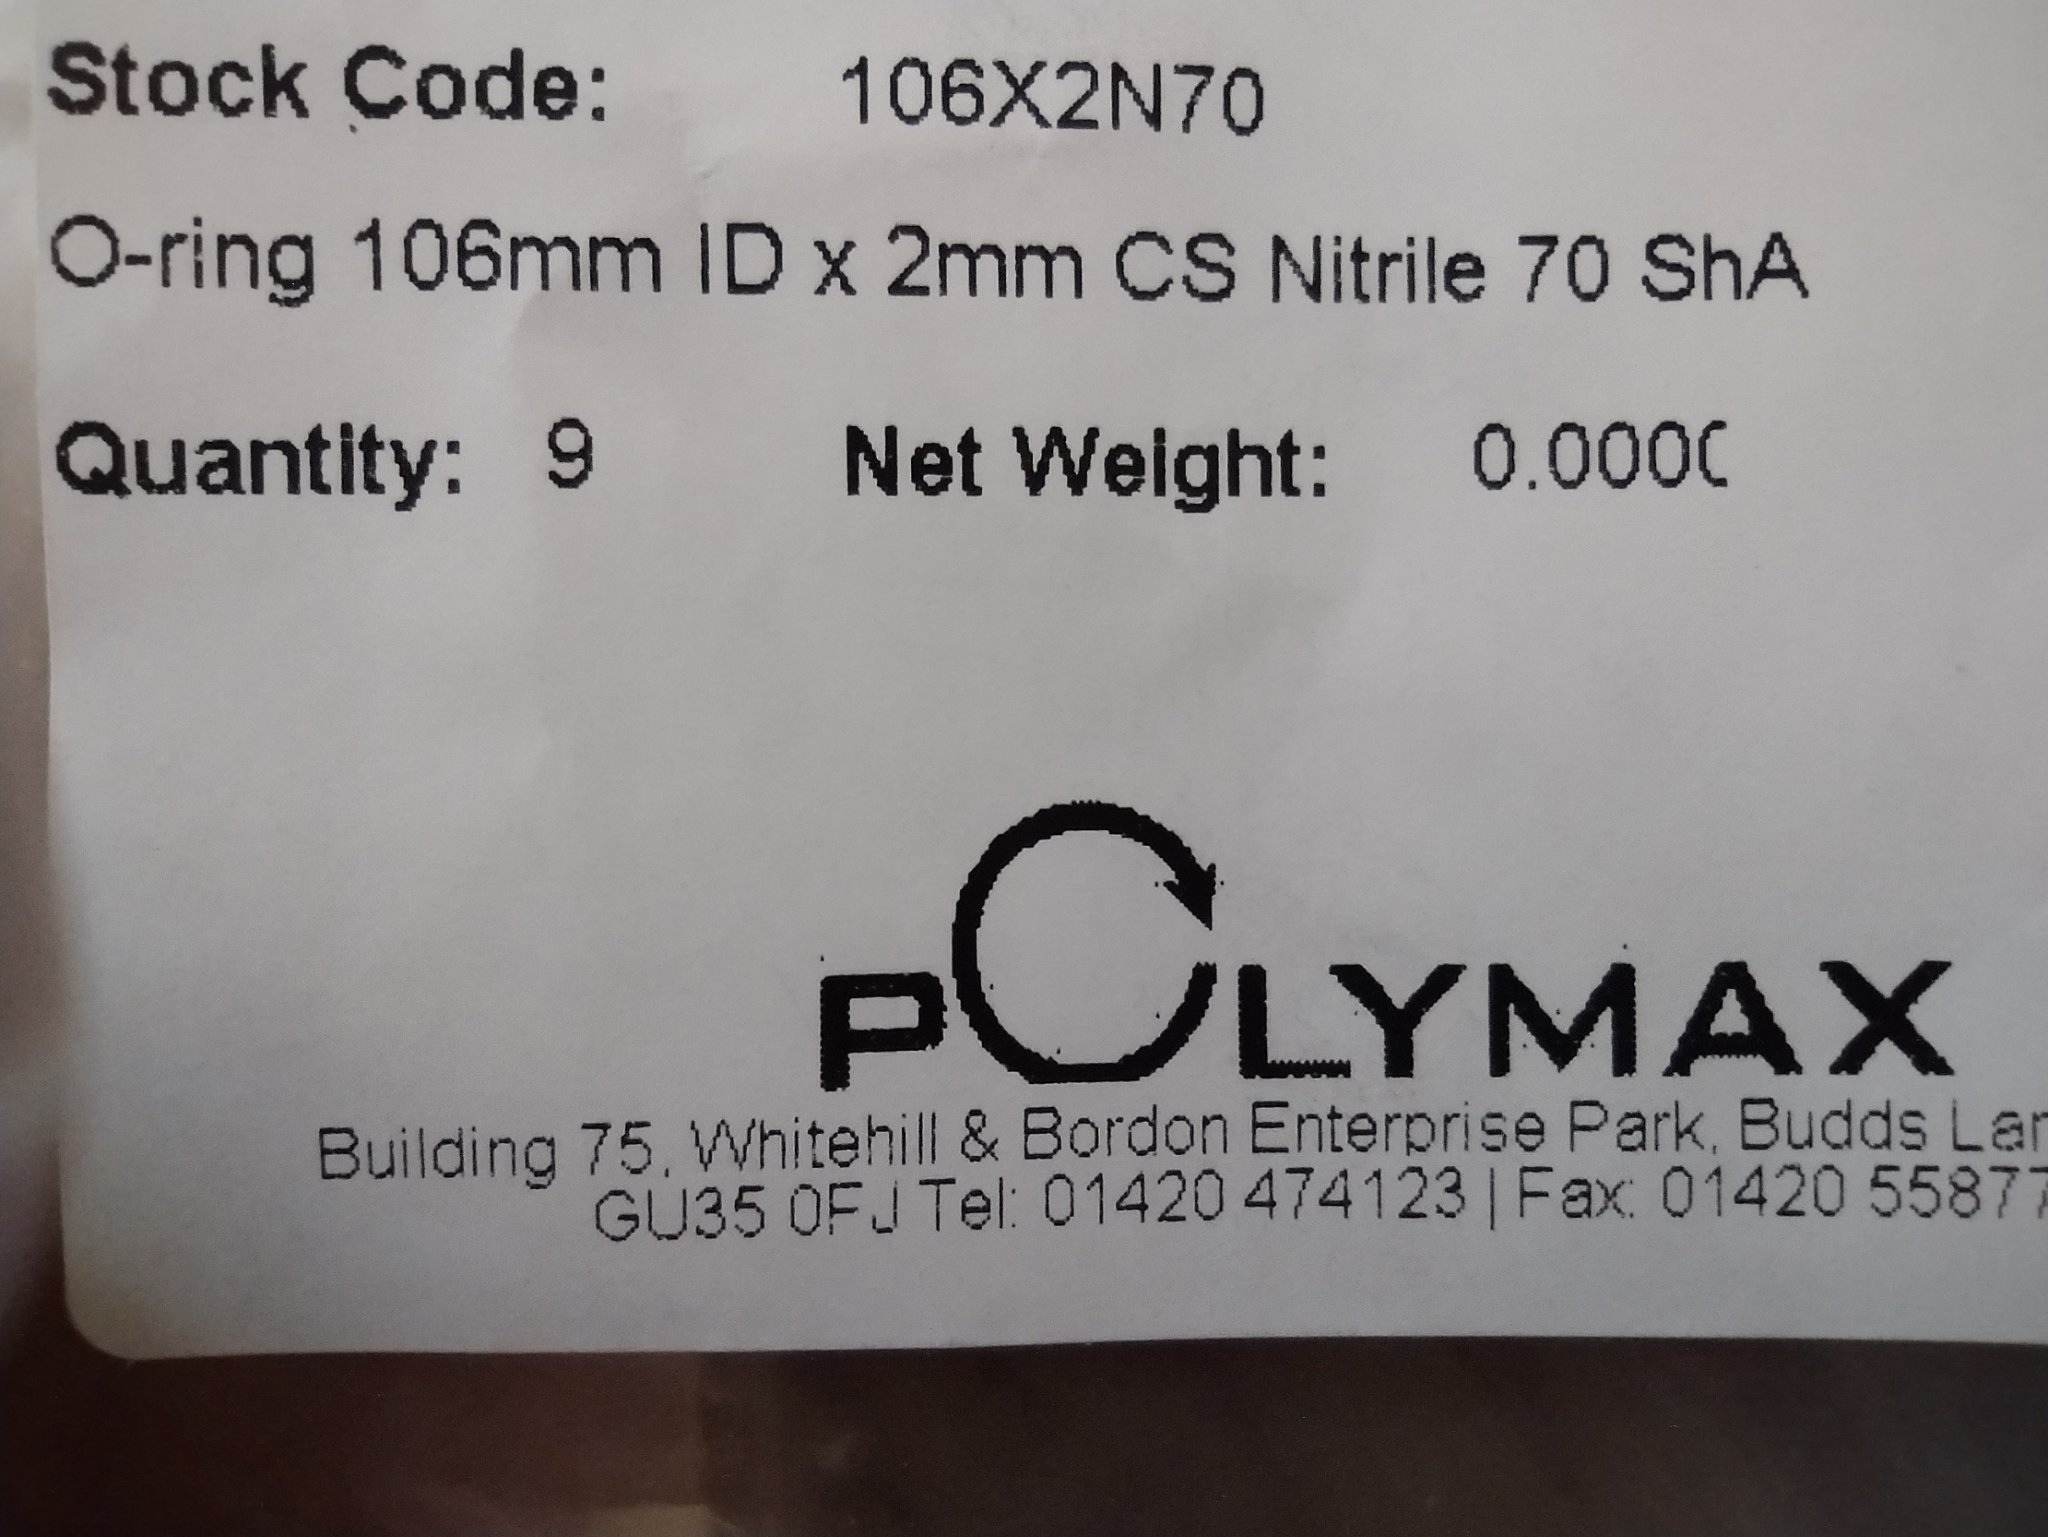 Stock Code: 106X2N70
O-ring 106mm ID x 2mm CS Nitrile 70 ShA
Quantity: 9 Net Weight: 0.000
POLYMAX
Building 75, Whitehill & Bordon Enterprise Park, Budds
GU35 0FJ Tel: 01420 474123 | Fax: 01420 55877